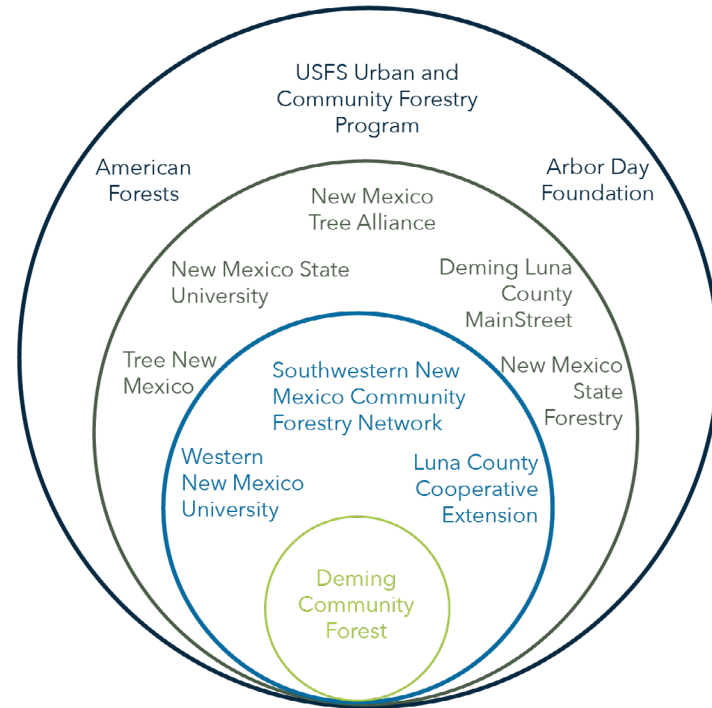 USFS Urban and
Community Forestry
Program
American
Forests
Arbor Day
Foundation
New Mexico
Tree Alliance
New Mexico State
University
Deming Luna
County
MainStreet
Tree New
Mexico
New Mexico
State
Forestry
Southwestern New
Mexico Community
Forestry Network
Western
New Mexico
University
Luna County
Cooperative
Extension
Deming
Community
Forest